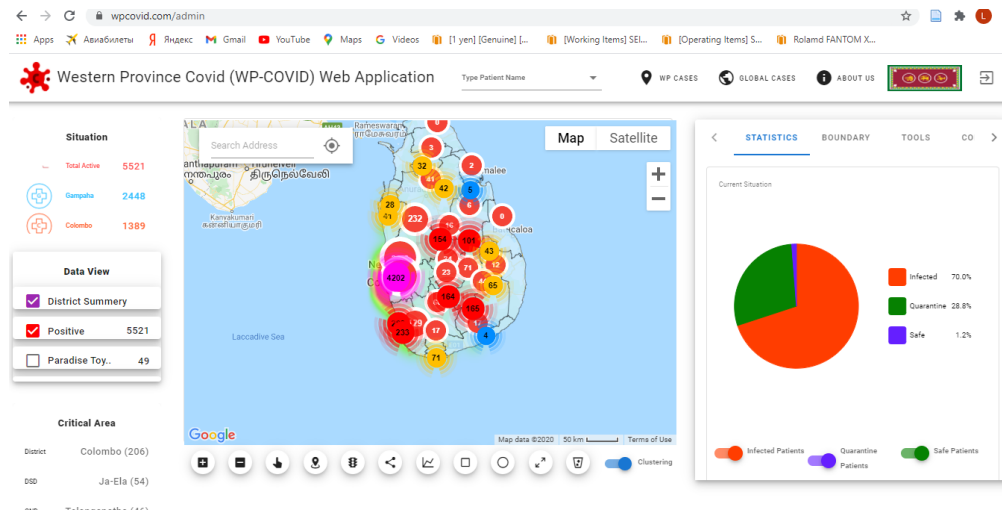 wpcovid.com/admin
Apps Авиабилеты Яндекс Gmail YouTube Maps Videos [1 yen] [Genuine] [... [Working Items] SEI... [Operating Items] S... Rolamd FANTOM X...
Western Province Covid (WP-COVID) Web Application
Type Patient Name
WP CASES
GLOBAL CASES
ABOUT US
Situation
Total Active 5521
Gampaha 2448
Colombo 1389
Data View
District Summery
Positive 5521
Paradise Toy.. 49
Critical Area
District Colombo (206)
DSD Ja-Ela (54)
Search Address
Map Satellite
Rameswaram
திருநெல்வேலி
Kanyakumari
கன்னியாகுமரி
Laccadive Sea
0
3
32
2
41
42
5
28
6
41
232
0
154
101
43
12
71
23
4202
65
164
165
29
17
233
4
71
Google
Map data ©2020 50 km Terms of Use
Clustering
STATISTICS BOUNDARY TOOLS CO
Current Situation
Infected 70.0%
Quarantine 28.8%
Safe 1.2%
Infected Patients
Quarantine Patients
Safe Patients